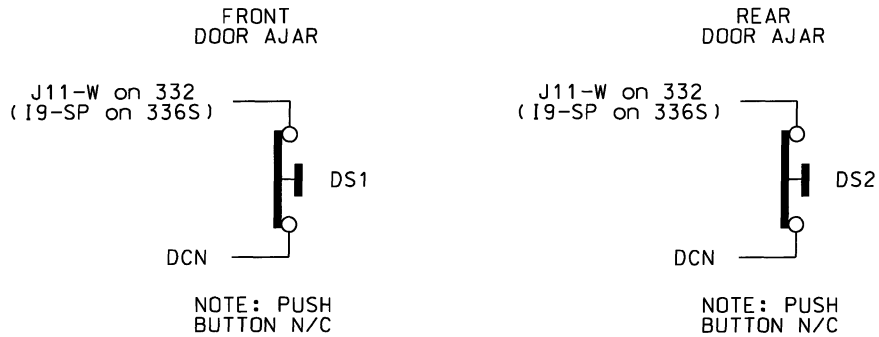 FRONT
DOOR AJAR
J11-W on 332
(I9-SP on 336S)
DS1
DCN
NOTE: PUSH
BUTTON N/C
REAR
DOOR AJAR
J11-W on 332
(I9-SP on 336S)
DS2
DCN
NOTE: PUSH
BUTTON N/C